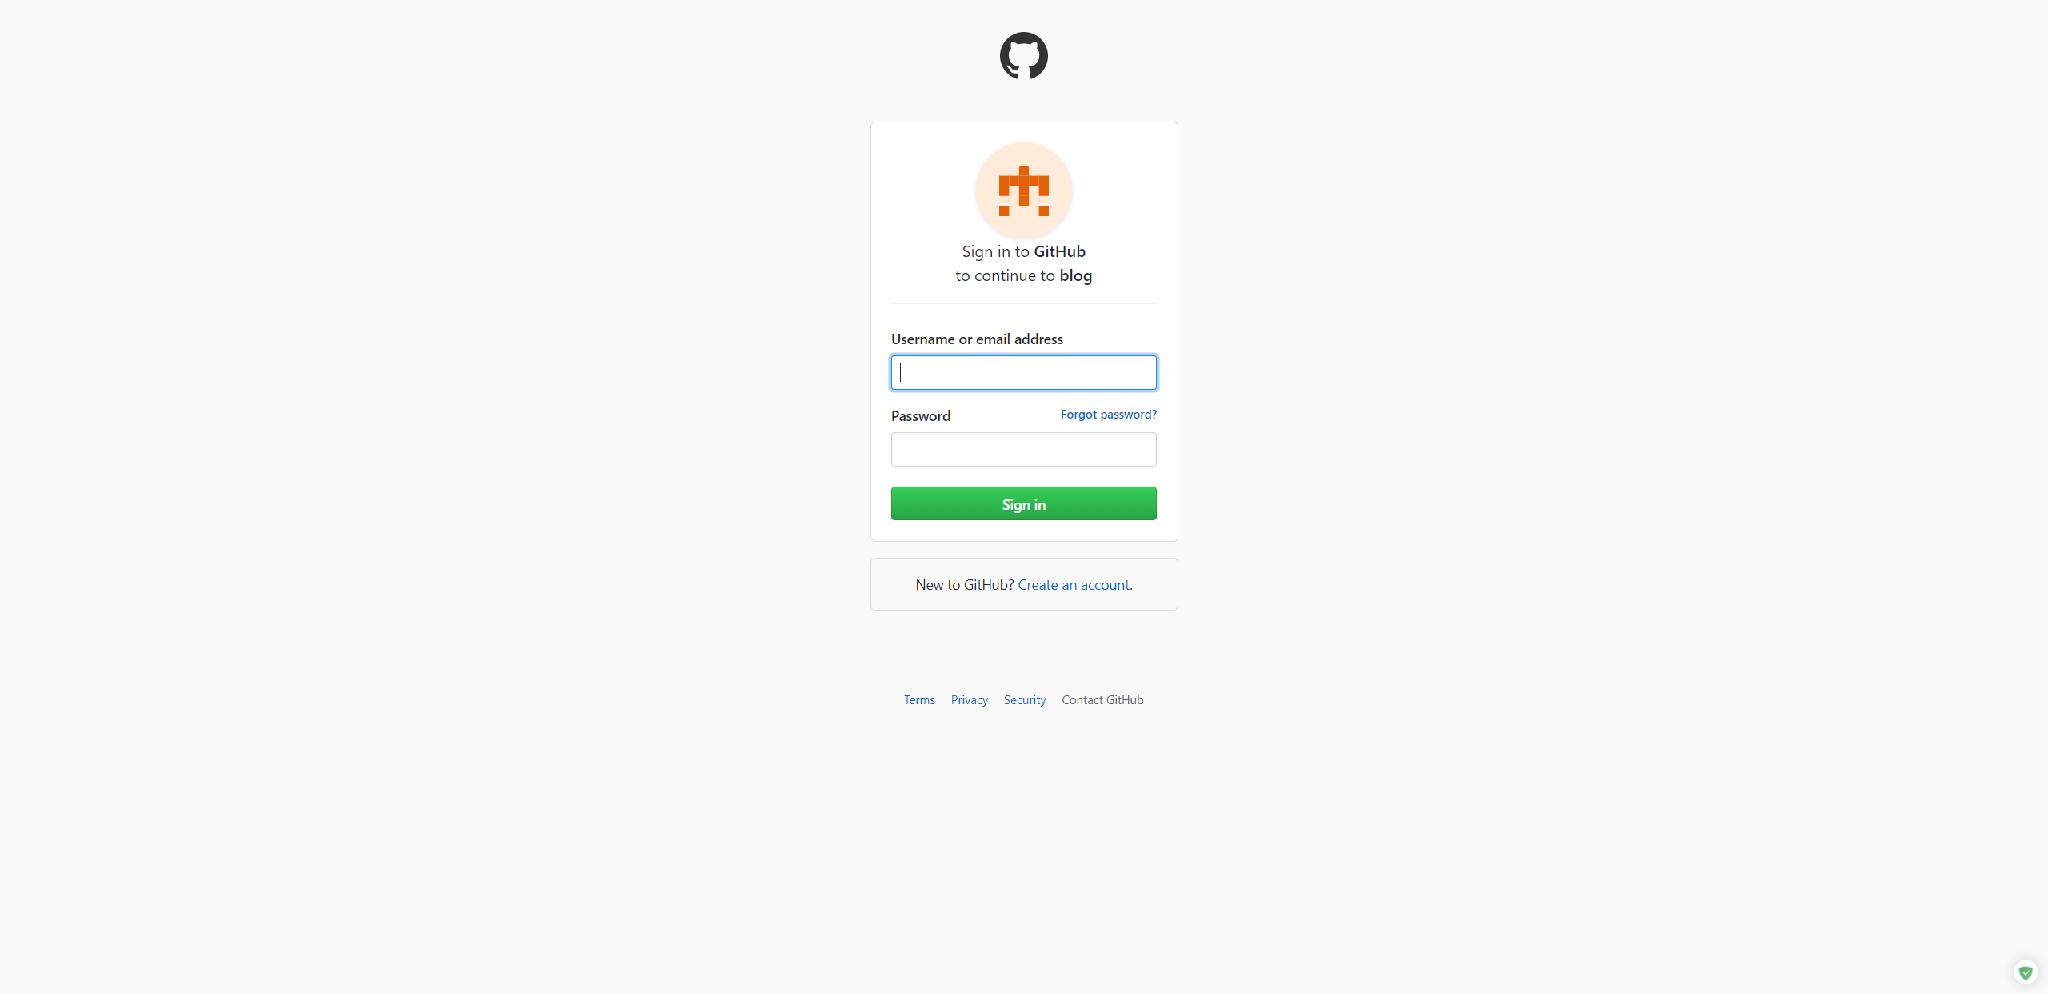 Sign in to GitHub
to continue to blog
Username or email address
Password Forgot password?
Sign in
New to GitHub? Create an account.
Terms Privacy Security Contact GitHub